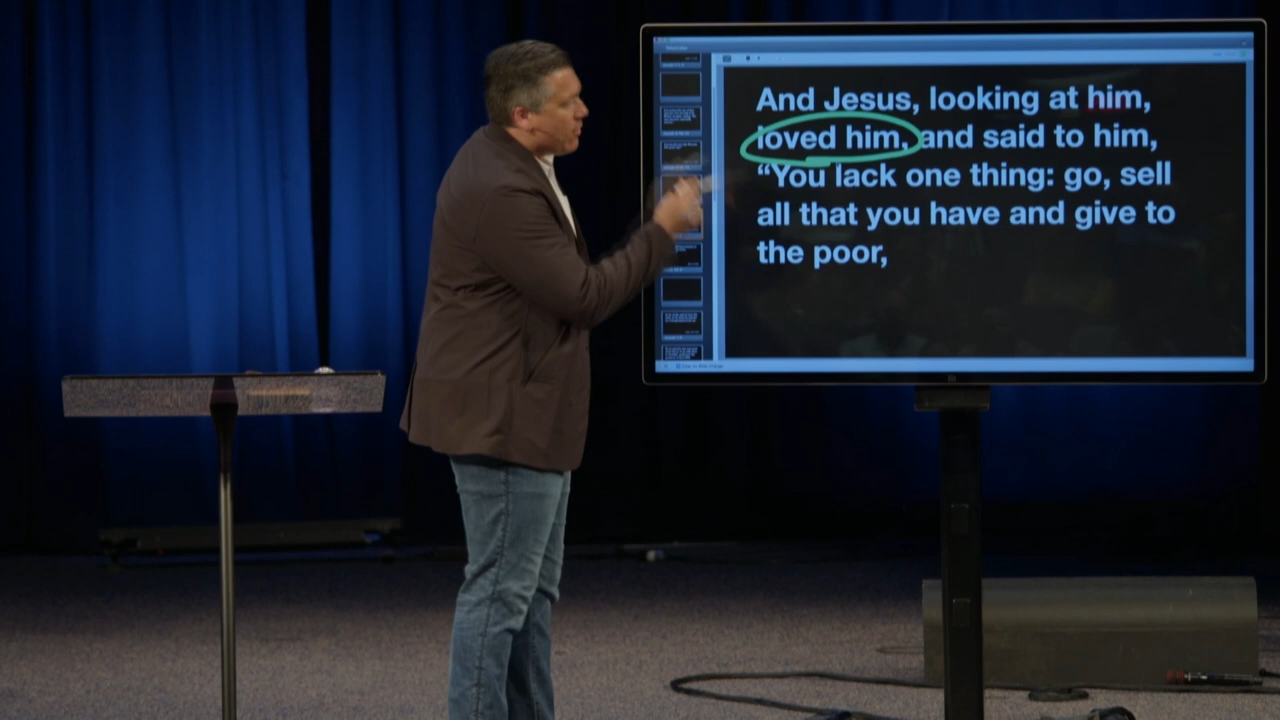 And Jesus, looking at him,
loved him, and said to him,
“You lack one thing: go, sell
all that you have and give to
the poor,